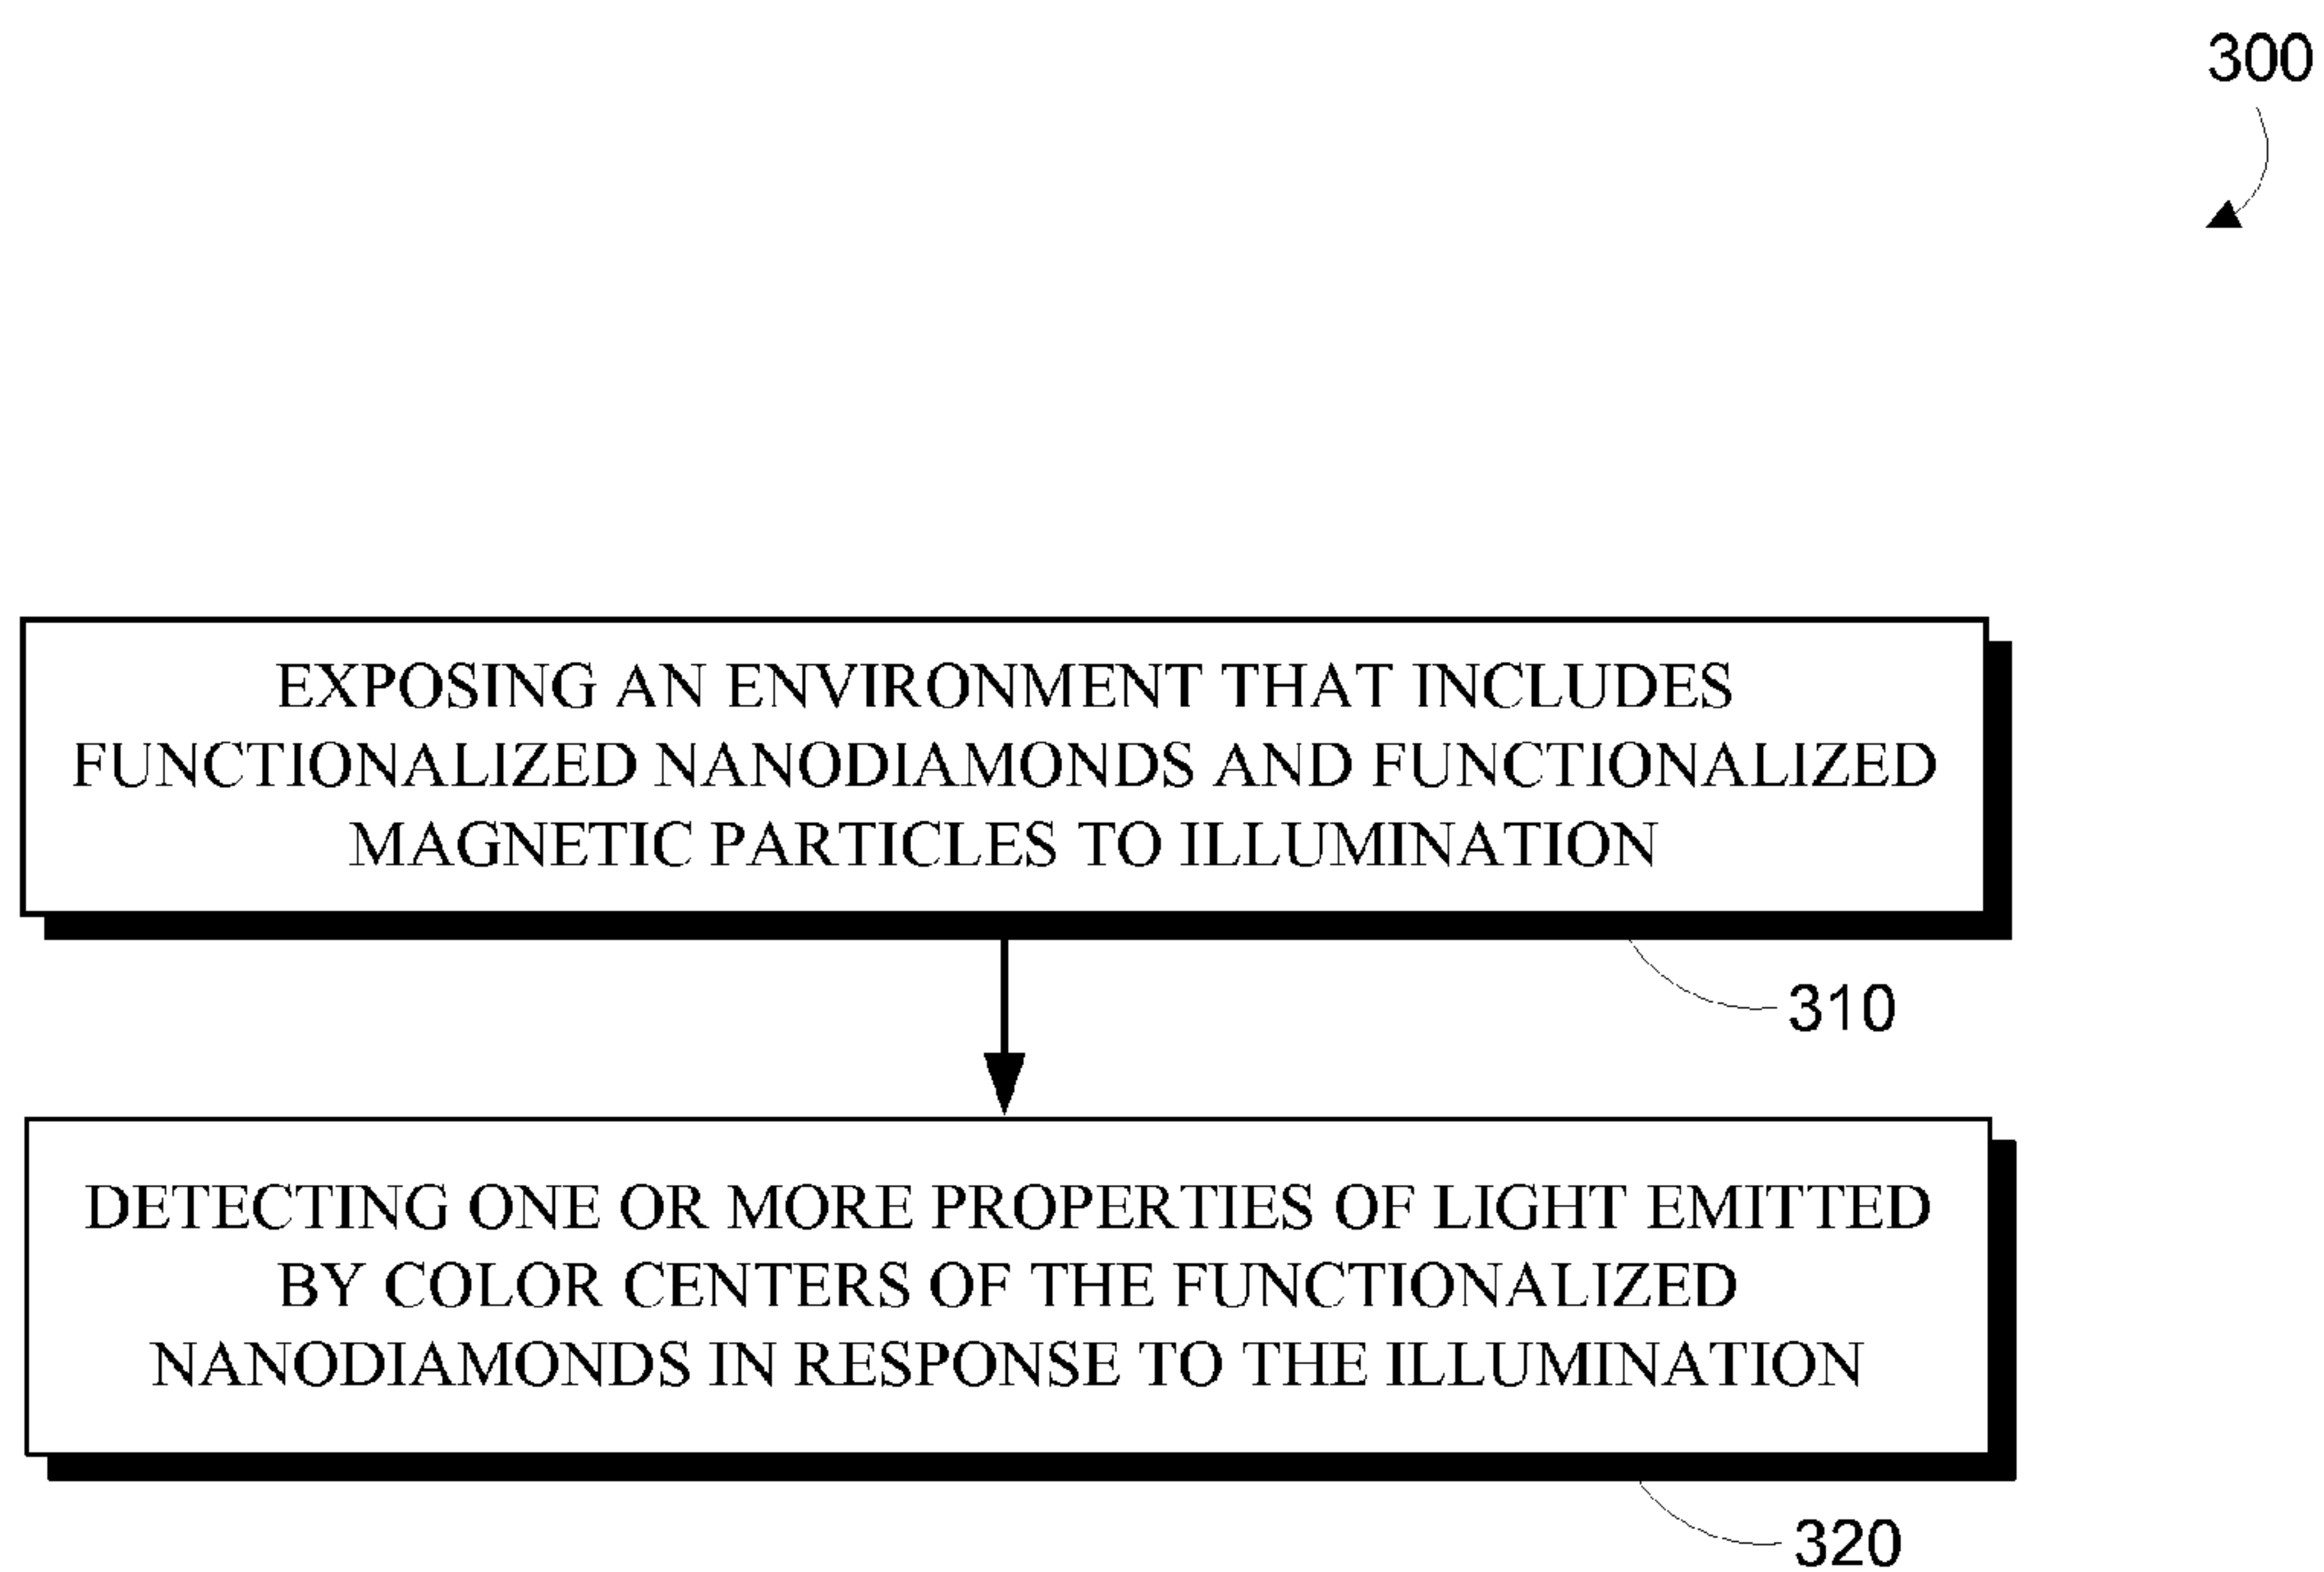 300
EXPOSING AN ENVIRONMENT THAT INCLUDES
FUNCTIONALIZED NANODIAMONDS AND FUNCTIONALIZED
MAGNETIC PARTICLES TO ILLUMINATION
310
DETECTING ONE OR MORE PROPERTIES OF LIGHT EMITTED
BY COLOR CENTERS OF THE FUNCTIONALIZED
NANODIAMONDS IN RESPONSE TO THE ILLUMINATION
320